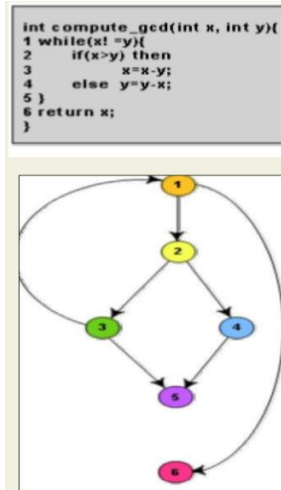 int compute_gcd(int x, int y){
1 while(x! =y){
2 if(x>y) then
3 x=x-y;
4 else y=y-x;
5 }
6 return x;
}
1
2
3
4
5
6